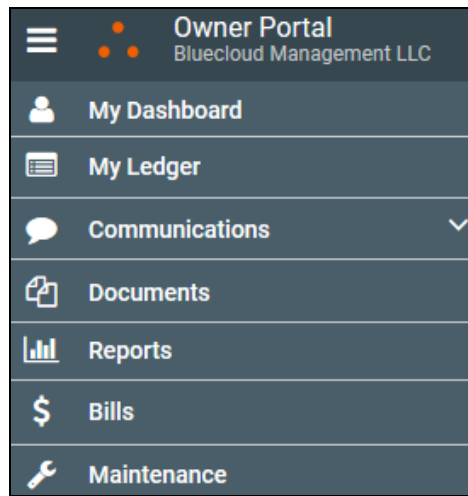 Owner Portal
Bluecloud Management LLC
My Dashboard
My Ledger
Communications
Documents
Reports
Bills
Maintenance